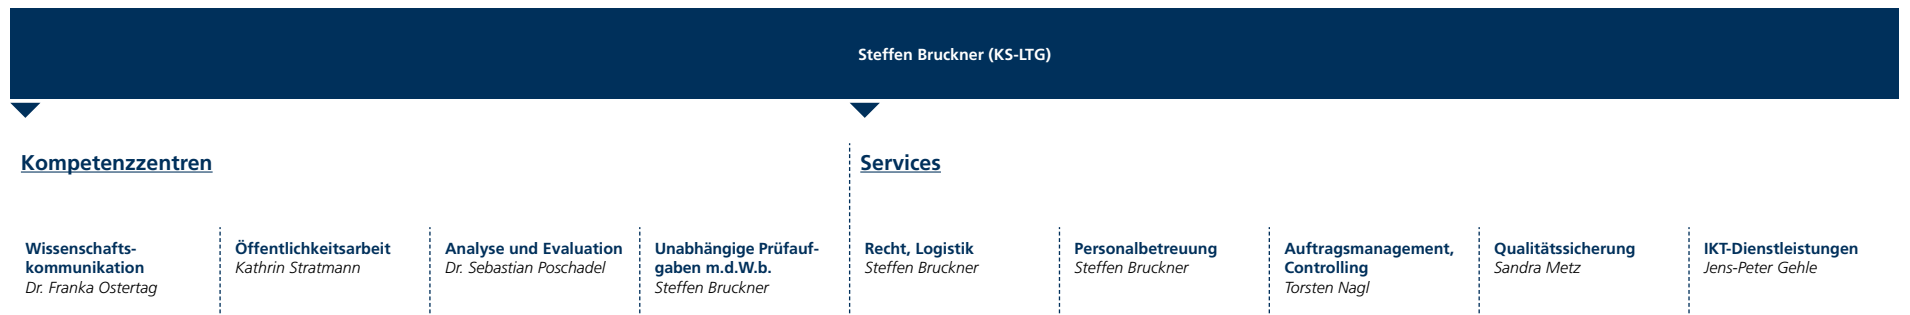 Steffen Bruckner (KS-LTG)
Kompetenzzentren
Services
Wissenschafts-
kommunikation
Dr. Franka Ostertag
Öffentlichkeitsarbeit
Kathrin Stratmann
Analyse und Evaluation
Dr. Sebastian Poschadel
Unabhängige Prüfauf-
gaben m.d.W.b.
Steffen Bruckner
Recht, Logistik
Steffen Bruckner
Personalbetreuung
Steffen Bruckner
Auftragsmanagement,
Controlling
Torsten Nagl
Qualitätssicherung
Sandra Metz
IKT-Dienstleistungen
Jens-Peter Gehle